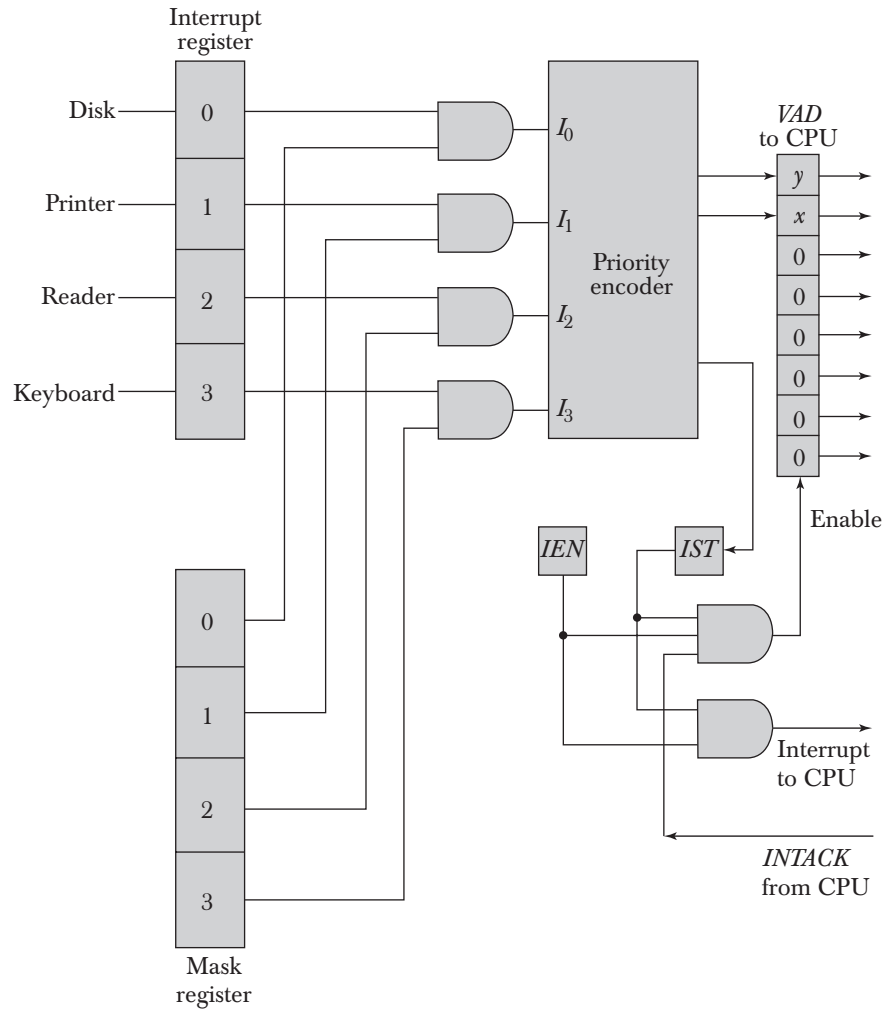 Interrupt
register
Disk
0
Printer
1
Reader
2
Keyboard
3
I0
I1
I2
I3
Priority
encoder
VAD
to CPU
y
x
0
0
0
0
0
0
Enable
IEN
IST
0
1
2
3
Mask
register
Interrupt
to CPU
INTACK
from CPU